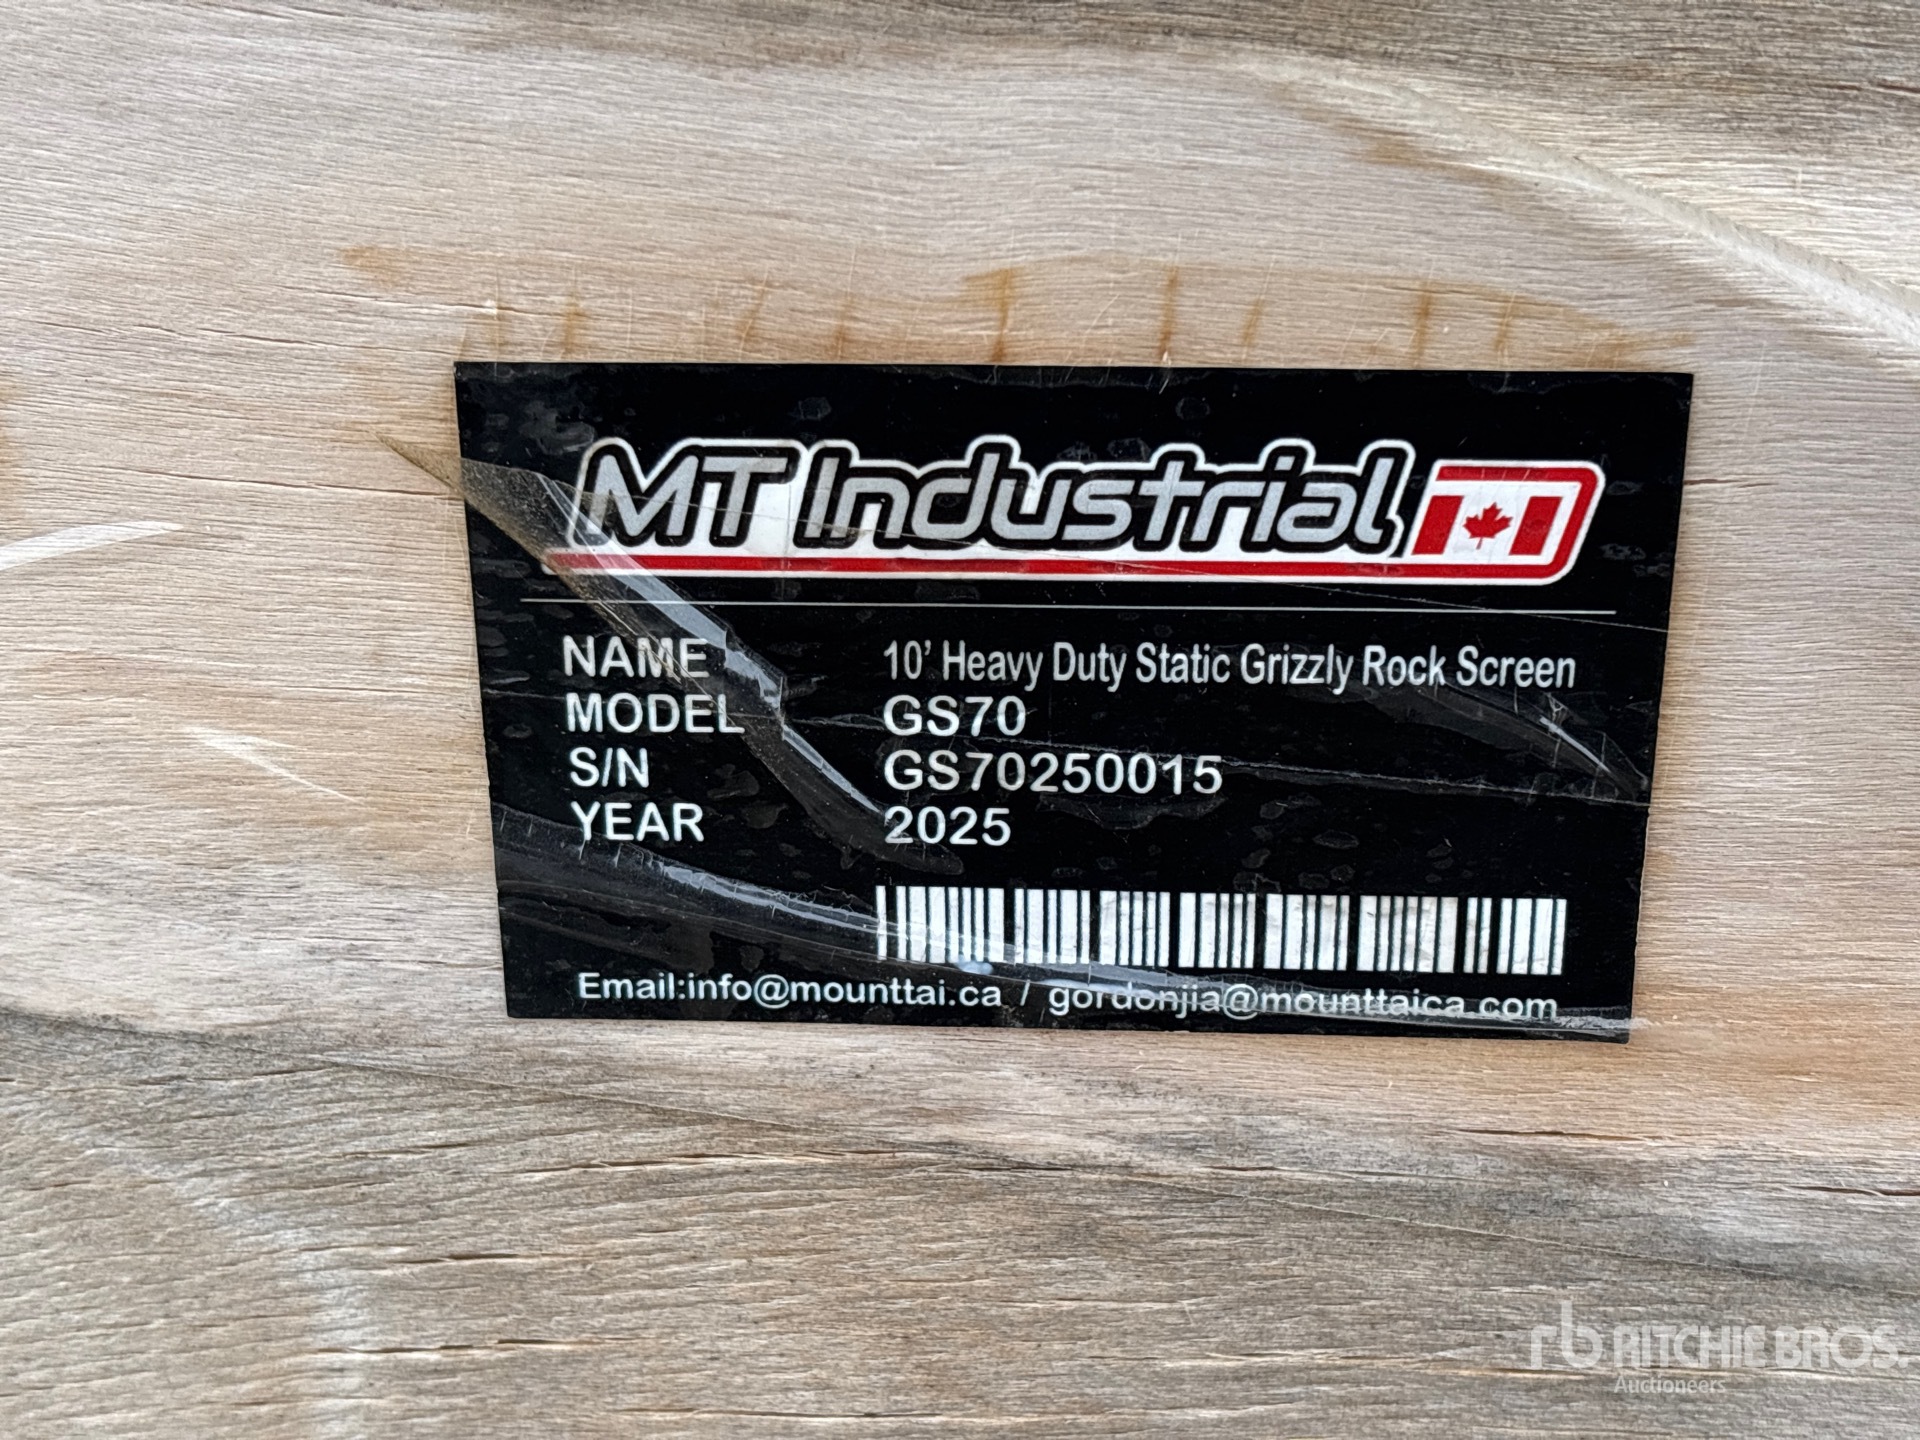 MT Industrial
NAME 10' Heavy Duty Static Grizzly Rock Screen
MODEL GS70
S/N GS70250015
YEAR 2025
Email:info@mounttai.ca / gordonjia@mounttaica.com
rb RITCHIE BROS.
Auctioneers